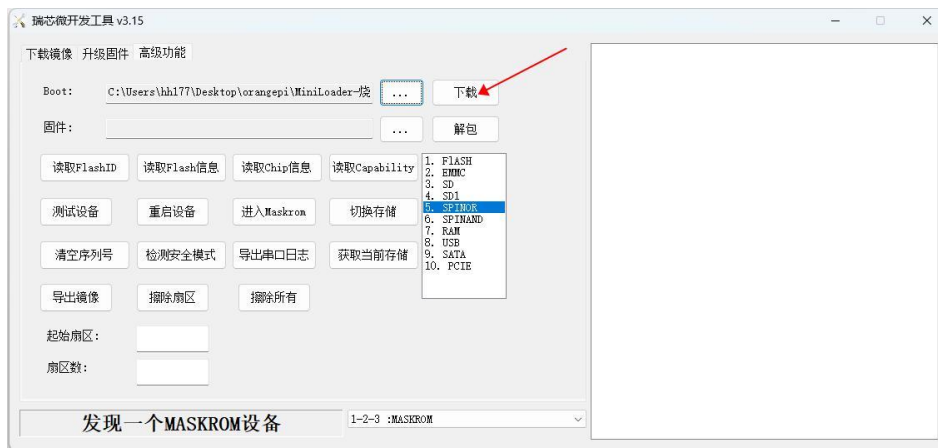 瑞芯微开发工具 v3.15
下载镜像 升级固件 高级功能
Boot: C:\Users\hh177\Desktop\orangepi\MiniLoader-烧 ... 下载
固件: ... 解包
读取FlashID 读取Flash信息 读取Chip信息 读取Capability
测试设备 重启设备 进入Maskrom 切换存储
清空序列号 检测安全模式 导出串口日志 获取当前存储
导出镜像 擦除扇区 擦除所有
1. FlASH
2. EMMC
3. SD
4. SD1
5. SPINOR
6. SPINAND
7. RAM
8. USB
9. SATA
10. PCIE
起始扇区:
扇区数:
发现一个MASKROM设备 1-2-3 :MASKROM